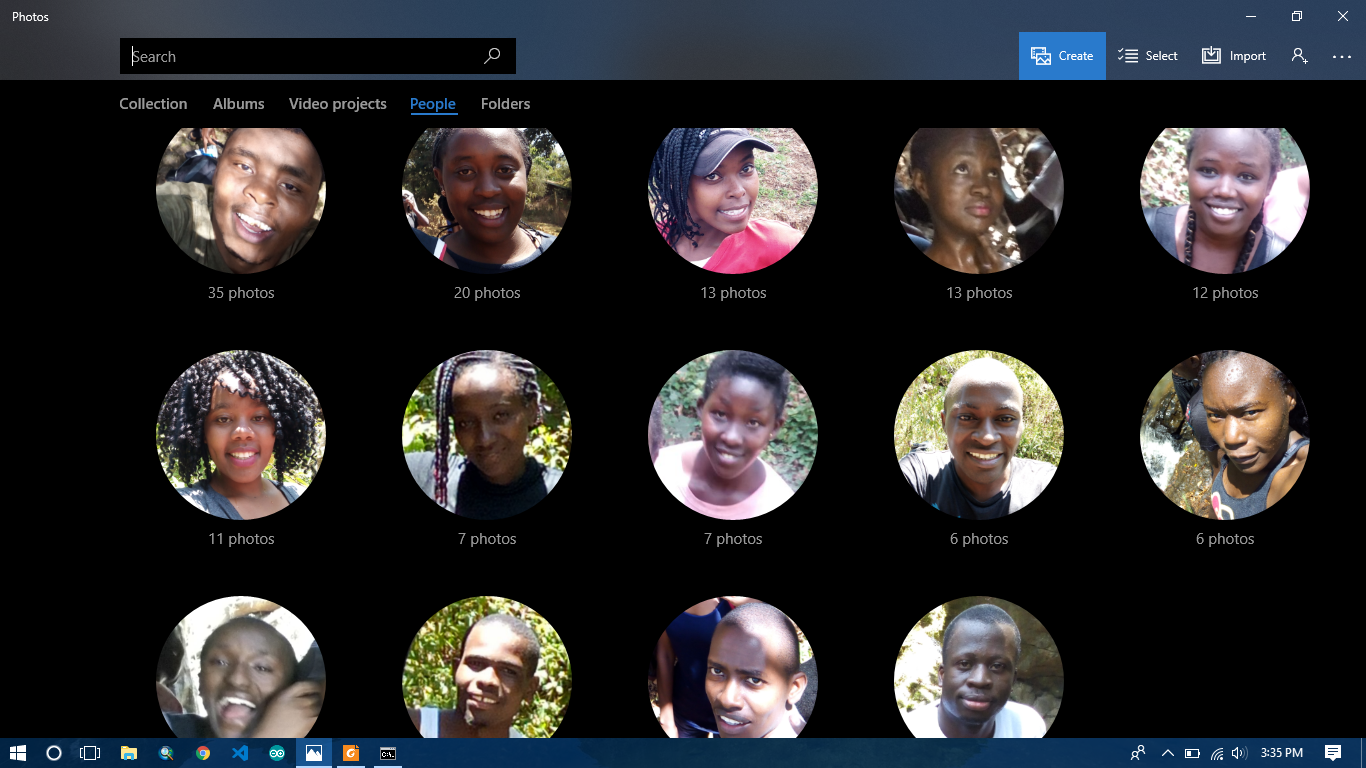 Photos
Search
Create
Select
Import
Collection
Albums
Video projects
People
Folders
35 photos
20 photos
13 photos
13 photos
12 photos
11 photos
7 photos
7 photos
6 photos
6 photos
3:35 PM